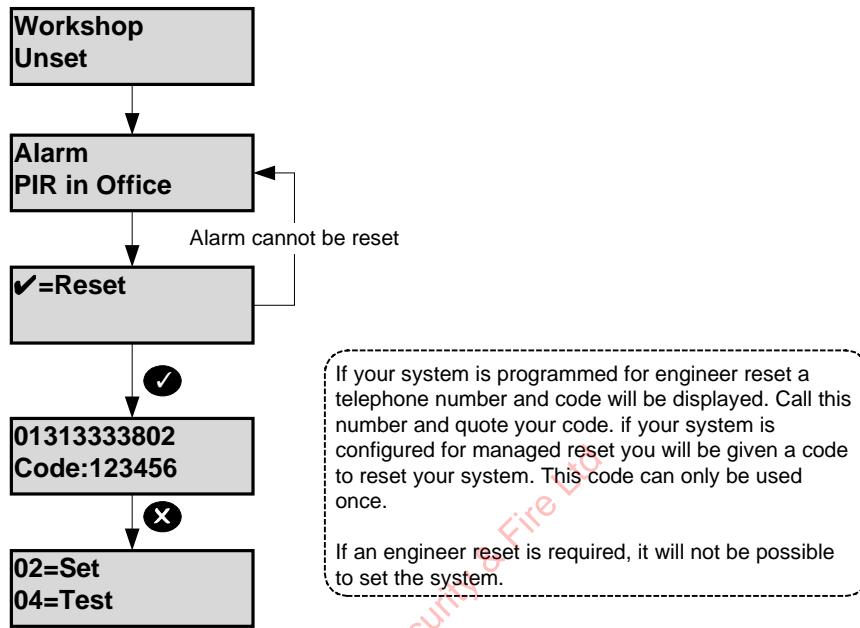 Workshop
Unset
Alarm
PIR in Office
Alarm cannot be reset
✔=Reset
01313333802
Code:123456
02=Set
04=Test
If your system is programmed for engineer reset a
telephone number and code will be displayed. Call this
number and quote your code. if your system is
configured for managed reset you will be given a code
to reset your system. This code can only be used
once.
If an engineer reset is required, it will not be possible
to set the system.
& Fire Ltd